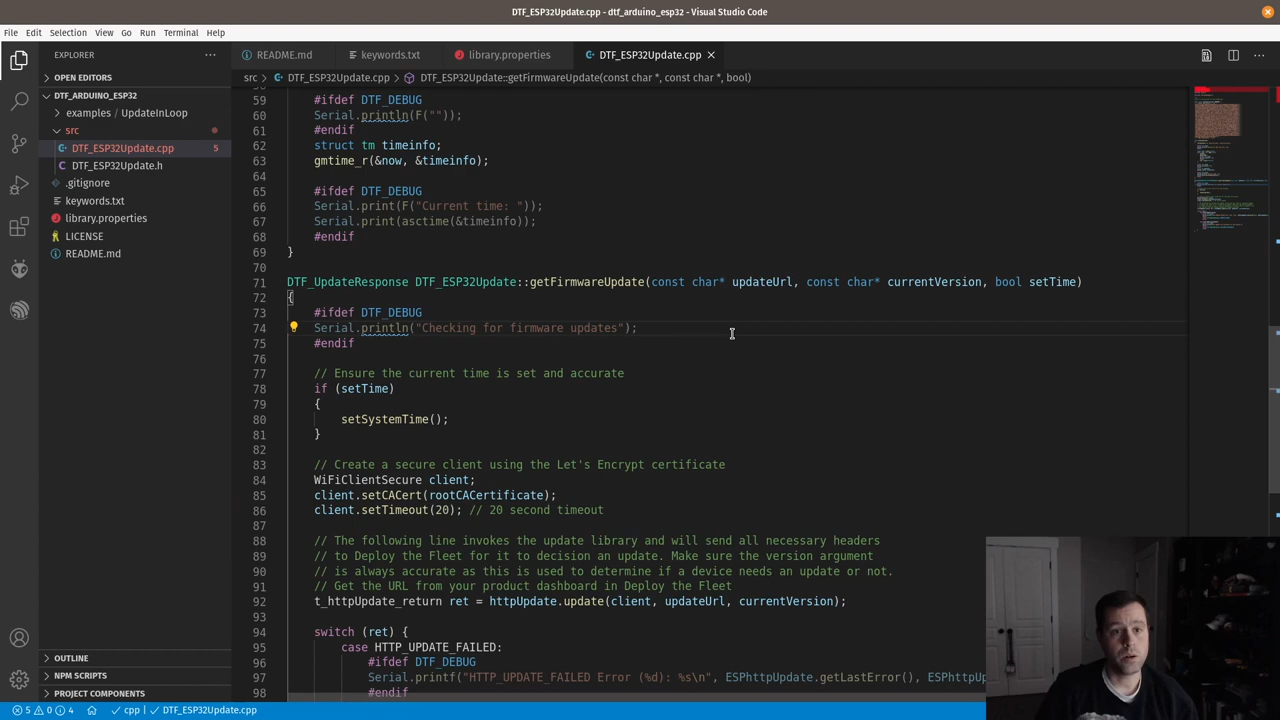 DTF_ESP32Update.cpp - dtf_arduino_esp32 - Visual Studio Code
File Edit Selection View Go Run Terminal Help
EXPLORER
OPEN EDITORS
DTF_ARDUINO_ESP32
examples / UpdateInLoop
src
DTF_ESP32Update.cpp 5
DTF_ESP32Update.h
.gitignore
keywords.txt
library.properties
LICENSE
README.md
OUTLINE
NPM SCRIPTS
PROJECT COMPONENTS
README.md keywords.txt library.properties DTF_ESP32Update.cpp
src > DTF_ESP32Update.cpp > DTF_ESP32Update::getFirmwareUpdate(const char *, const char *, bool)
59 #ifdef DTF_DEBUG
60 Serial.println(F(""));
61 #endif
62 struct tm timeinfo;
63 gmtime_r(&now, &timeinfo);
64
65 #ifdef DTF_DEBUG
66 Serial.print(F("Current time: "));
67 Serial.print(asctime(&timeinfo));
68 #endif
69 }
70
71 DTF_UpdateResponse DTF_ESP32Update::getFirmwareUpdate(const char* updateUrl, const char* currentVersion, bool setTime)
72 {
73 #ifdef DTF_DEBUG
74 Serial.println("Checking for firmware updates");
75 #endif
76
77 // Ensure the current time is set and accurate
78 if (setTime)
79 {
80 setSystemTime();
81 }
82
83 // Create a secure client using the Let's Encrypt certificate
84 WiFiClientSecure client;
85 client.setCACert(rootCACertificate);
86 client.setTimeout(20); // 20 second timeout
87
88 // The following line invokes the update library and will send all necessary headers
89 // to Deploy the Fleet for it to decision an update. Make sure the version argument
90 // is always accurate as this is used to determine if a device needs an update or not.
91 // Get the URL from your product dashboard in Deploy the Fleet
92 t_httpUpdate_return ret = httpUpdate.update(client, updateUrl, currentVersion);
93
94 switch (ret) {
95 case HTTP_UPDATE_FAILED:
96 #ifdef DTF_DEBUG
97 Serial.printf("HTTP_UPDATE_FAILED Error (%d): %s\n", ESPhttpUpdate.getLastError(), ESPhttpUp
98 #endif
5 0 4 cpp DTF_ESP32Update.cpp